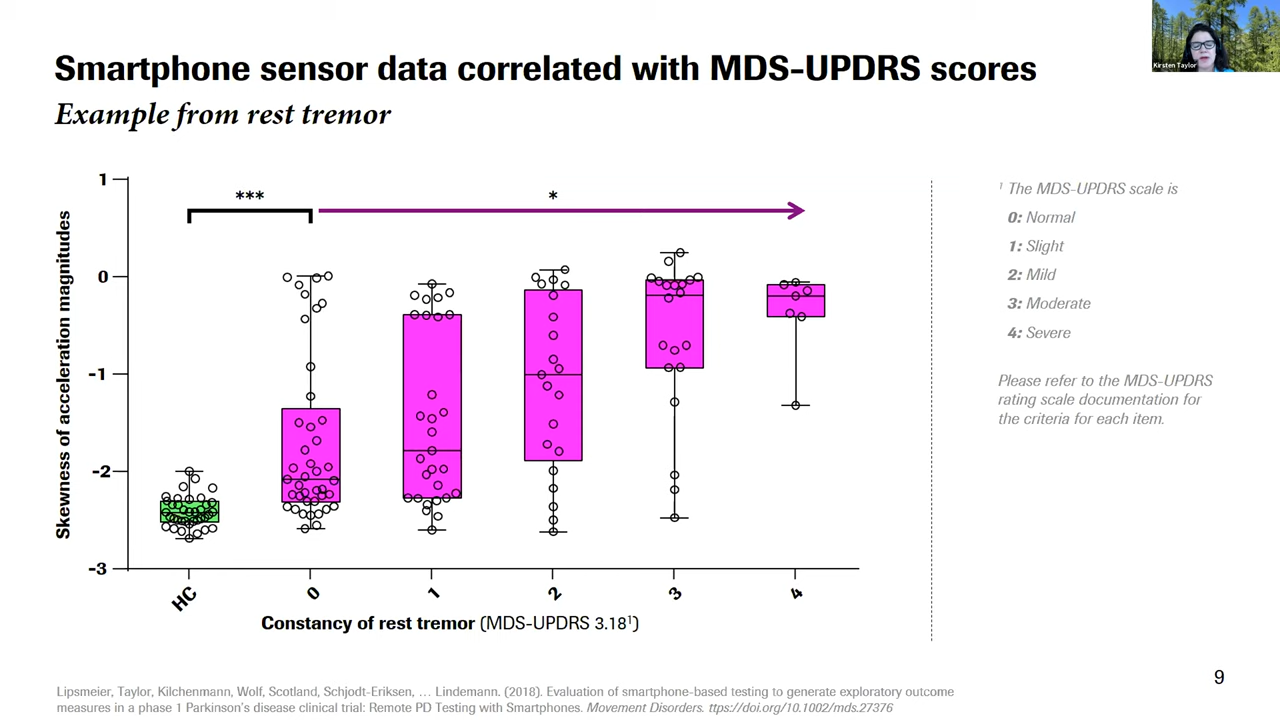 Smartphone sensor data correlated with MDS-UPDRS scores
Example from rest tremor
Kirsten Taylor
Skewness of acceleration magnitudes
1
0
-1
-2
-3
***
*
HC
0
1
2
3
4
Constancy of rest tremor (MDS-UPDRS 3.18¹)
¹ The MDS-UPDRS scale is
0: Normal
1: Slight
2: Mild
3: Moderate
4: Severe
Please refer to the MDS-UPDRS
rating scale documentation for
the criteria for each item.
9
Lipsmeier, Taylor, Kilchenmann, Wolf, Scotland, Schjodt-Eriksen, … Lindemann. (2018). Evaluation of smartphone-based testing to generate exploratory outcome
measures in a phase 1 Parkinson's disease clinical trial: Remote PD Testing with Smartphones. Movement Disorders. ttps://doi.org/10.1002/mds.27376